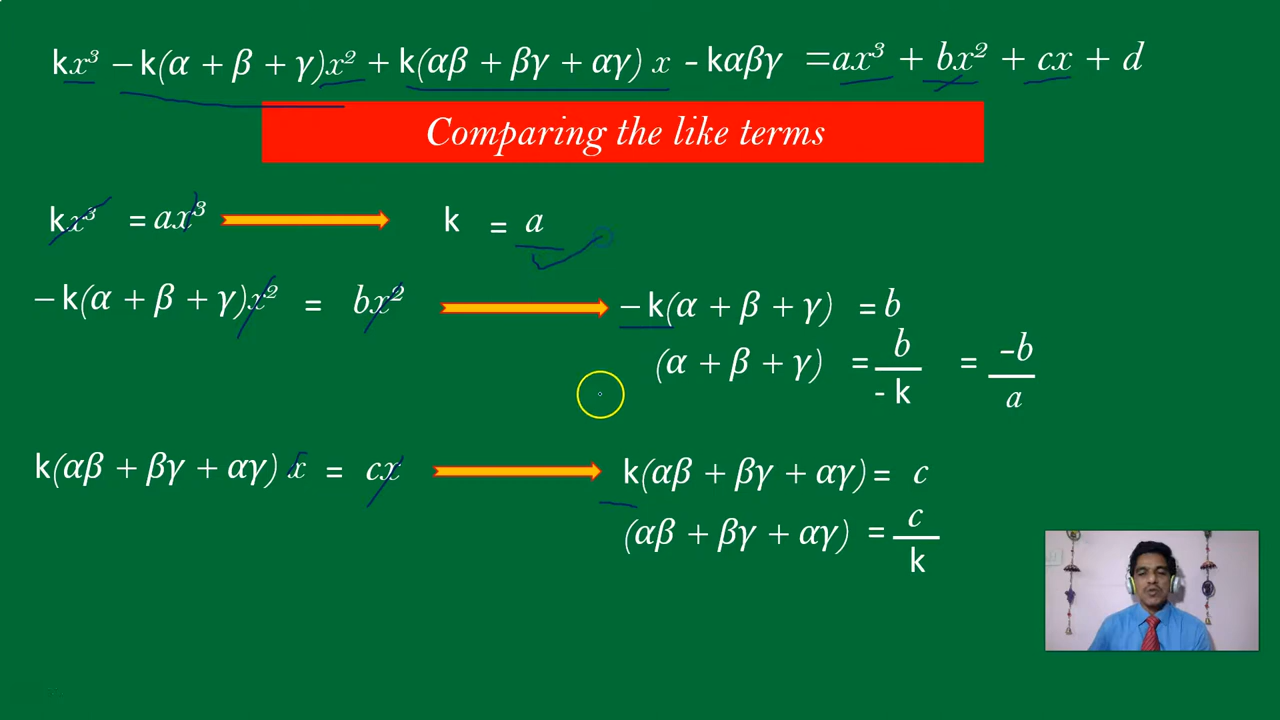 kx³ − k(α + β + γ)x² + k(αβ + βγ + αγ) x - kαβγ = ax³ + bx² + cx + d
Comparing the like terms
kx³ = ax³ k = a
− k(α + β + γ)x² = bx² − k(α + β + γ) = b
(α + β + γ) = b/- k = -b/a
k(αβ + βγ + αγ) x = cx k(αβ + βγ + αγ) = c
(αβ + βγ + αγ) = c/k